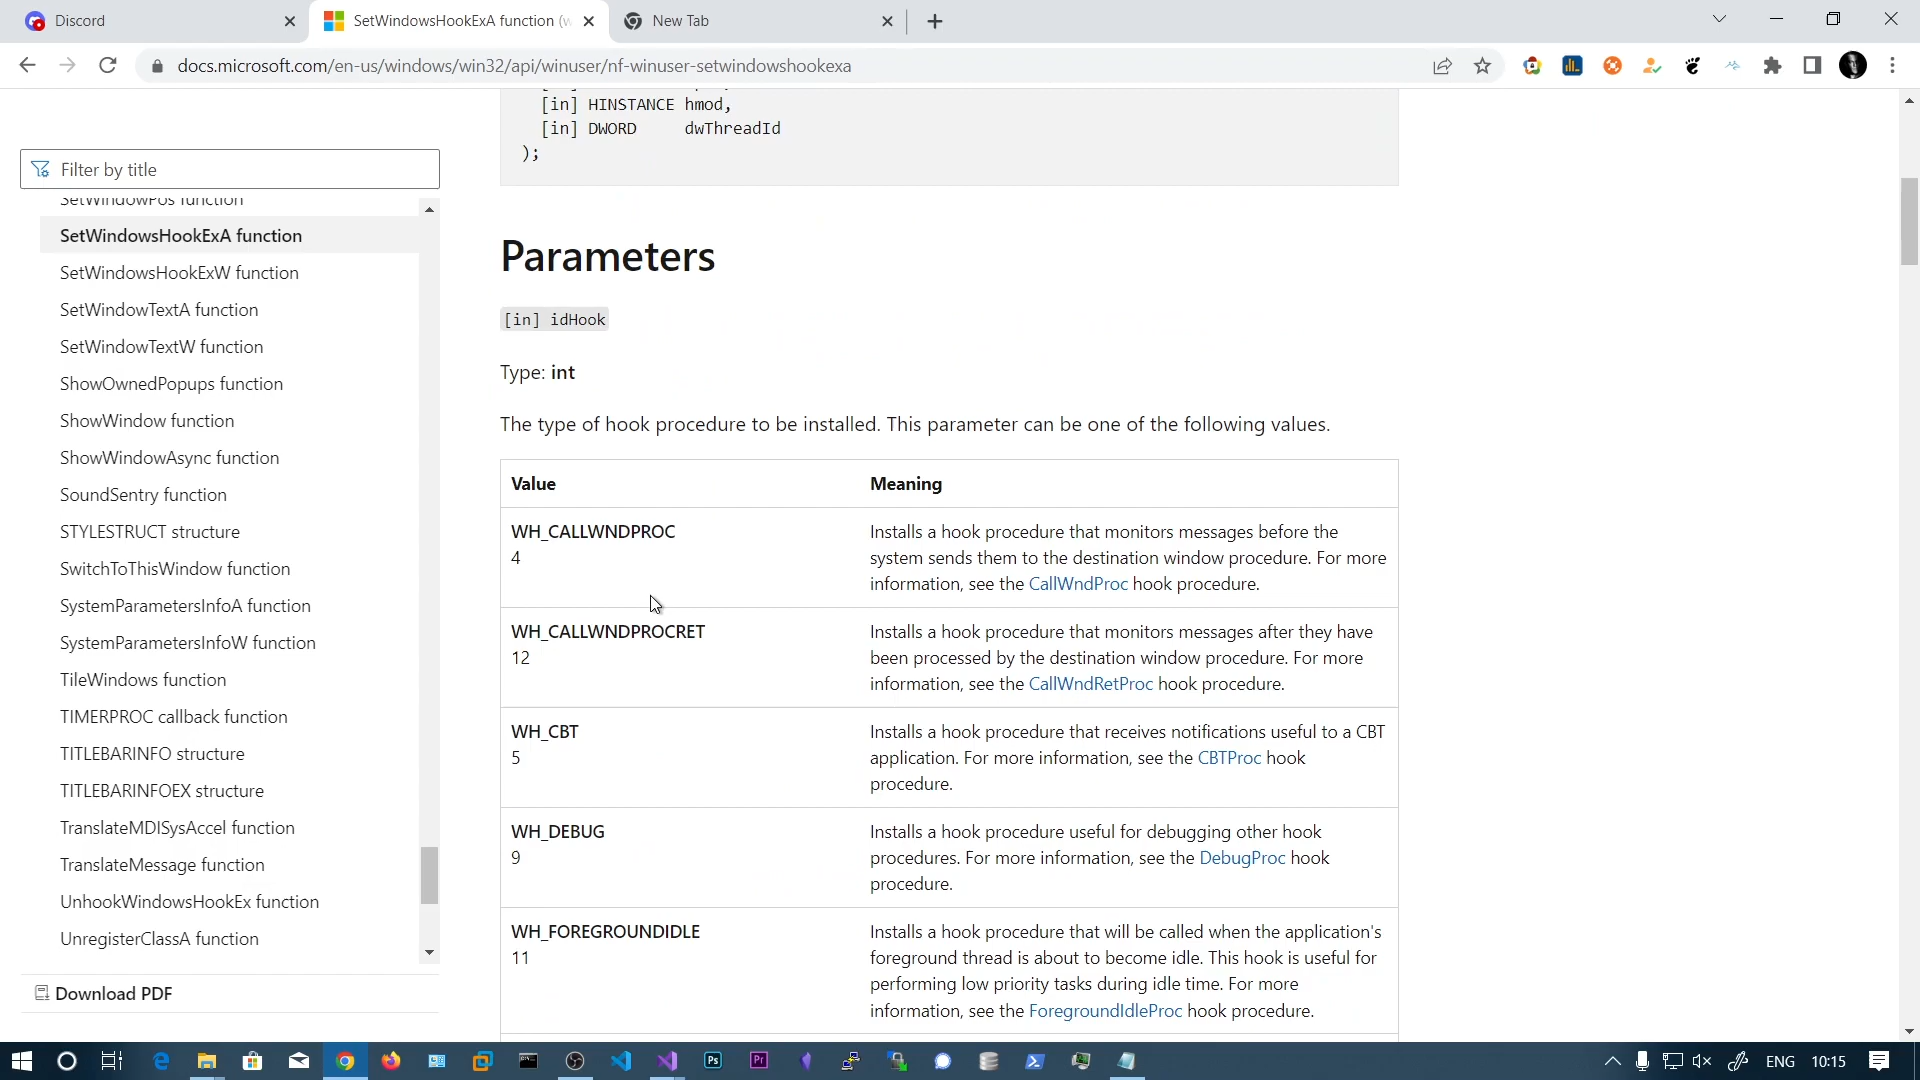 Discord
SetWindowsHookExA function (w
New Tab
docs.microsoft.com/en-us/windows/win32/api/winuser/nf-winuser-setwindowshookexa
[in] HINSTANCE hmod,
[in] DWORD     dwThreadId
);
Filter by title
SetWindowPos function
SetWindowsHookExA function
SetWindowsHookExW function
SetWindowTextA function
SetWindowTextW function
ShowOwnedPopups function
ShowWindow function
ShowWindowAsync function
SoundSentry function
STYLESTRUCT structure
SwitchToThisWindow function
SystemParametersInfoA function
SystemParametersInfoW function
TileWindows function
TIMERPROC callback function
TITLEBARINFO structure
TITLEBARINFOEX structure
TranslateMDISysAccel function
TranslateMessage function
UnhookWindowsHookEx function
UnregisterClassA function
Download PDF
Parameters
[in] idHook
Type: int
The type of hook procedure to be installed. This parameter can be one of the following values.
Value
Meaning
WH_CALLWNDPROC
4
Installs a hook procedure that monitors messages before the
system sends them to the destination window procedure. For more
information, see the CallWndProc hook procedure.
WH_CALLWNDPROCRET
12
Installs a hook procedure that monitors messages after they have
been processed by the destination window procedure. For more
information, see the CallWndRetProc hook procedure.
WH_CBT
5
Installs a hook procedure that receives notifications useful to a CBT
application. For more information, see the CBTProc hook
procedure.
WH_DEBUG
9
Installs a hook procedure useful for debugging other hook
procedures. For more information, see the DebugProc hook
procedure.
WH_FOREGROUNDIDLE
11
Installs a hook procedure that will be called when the application's
foreground thread is about to become idle. This hook is useful for
performing low priority tasks during idle time. For more
information, see the ForegroundIdleProc hook procedure.
Ps
Pr
ENG
10:15